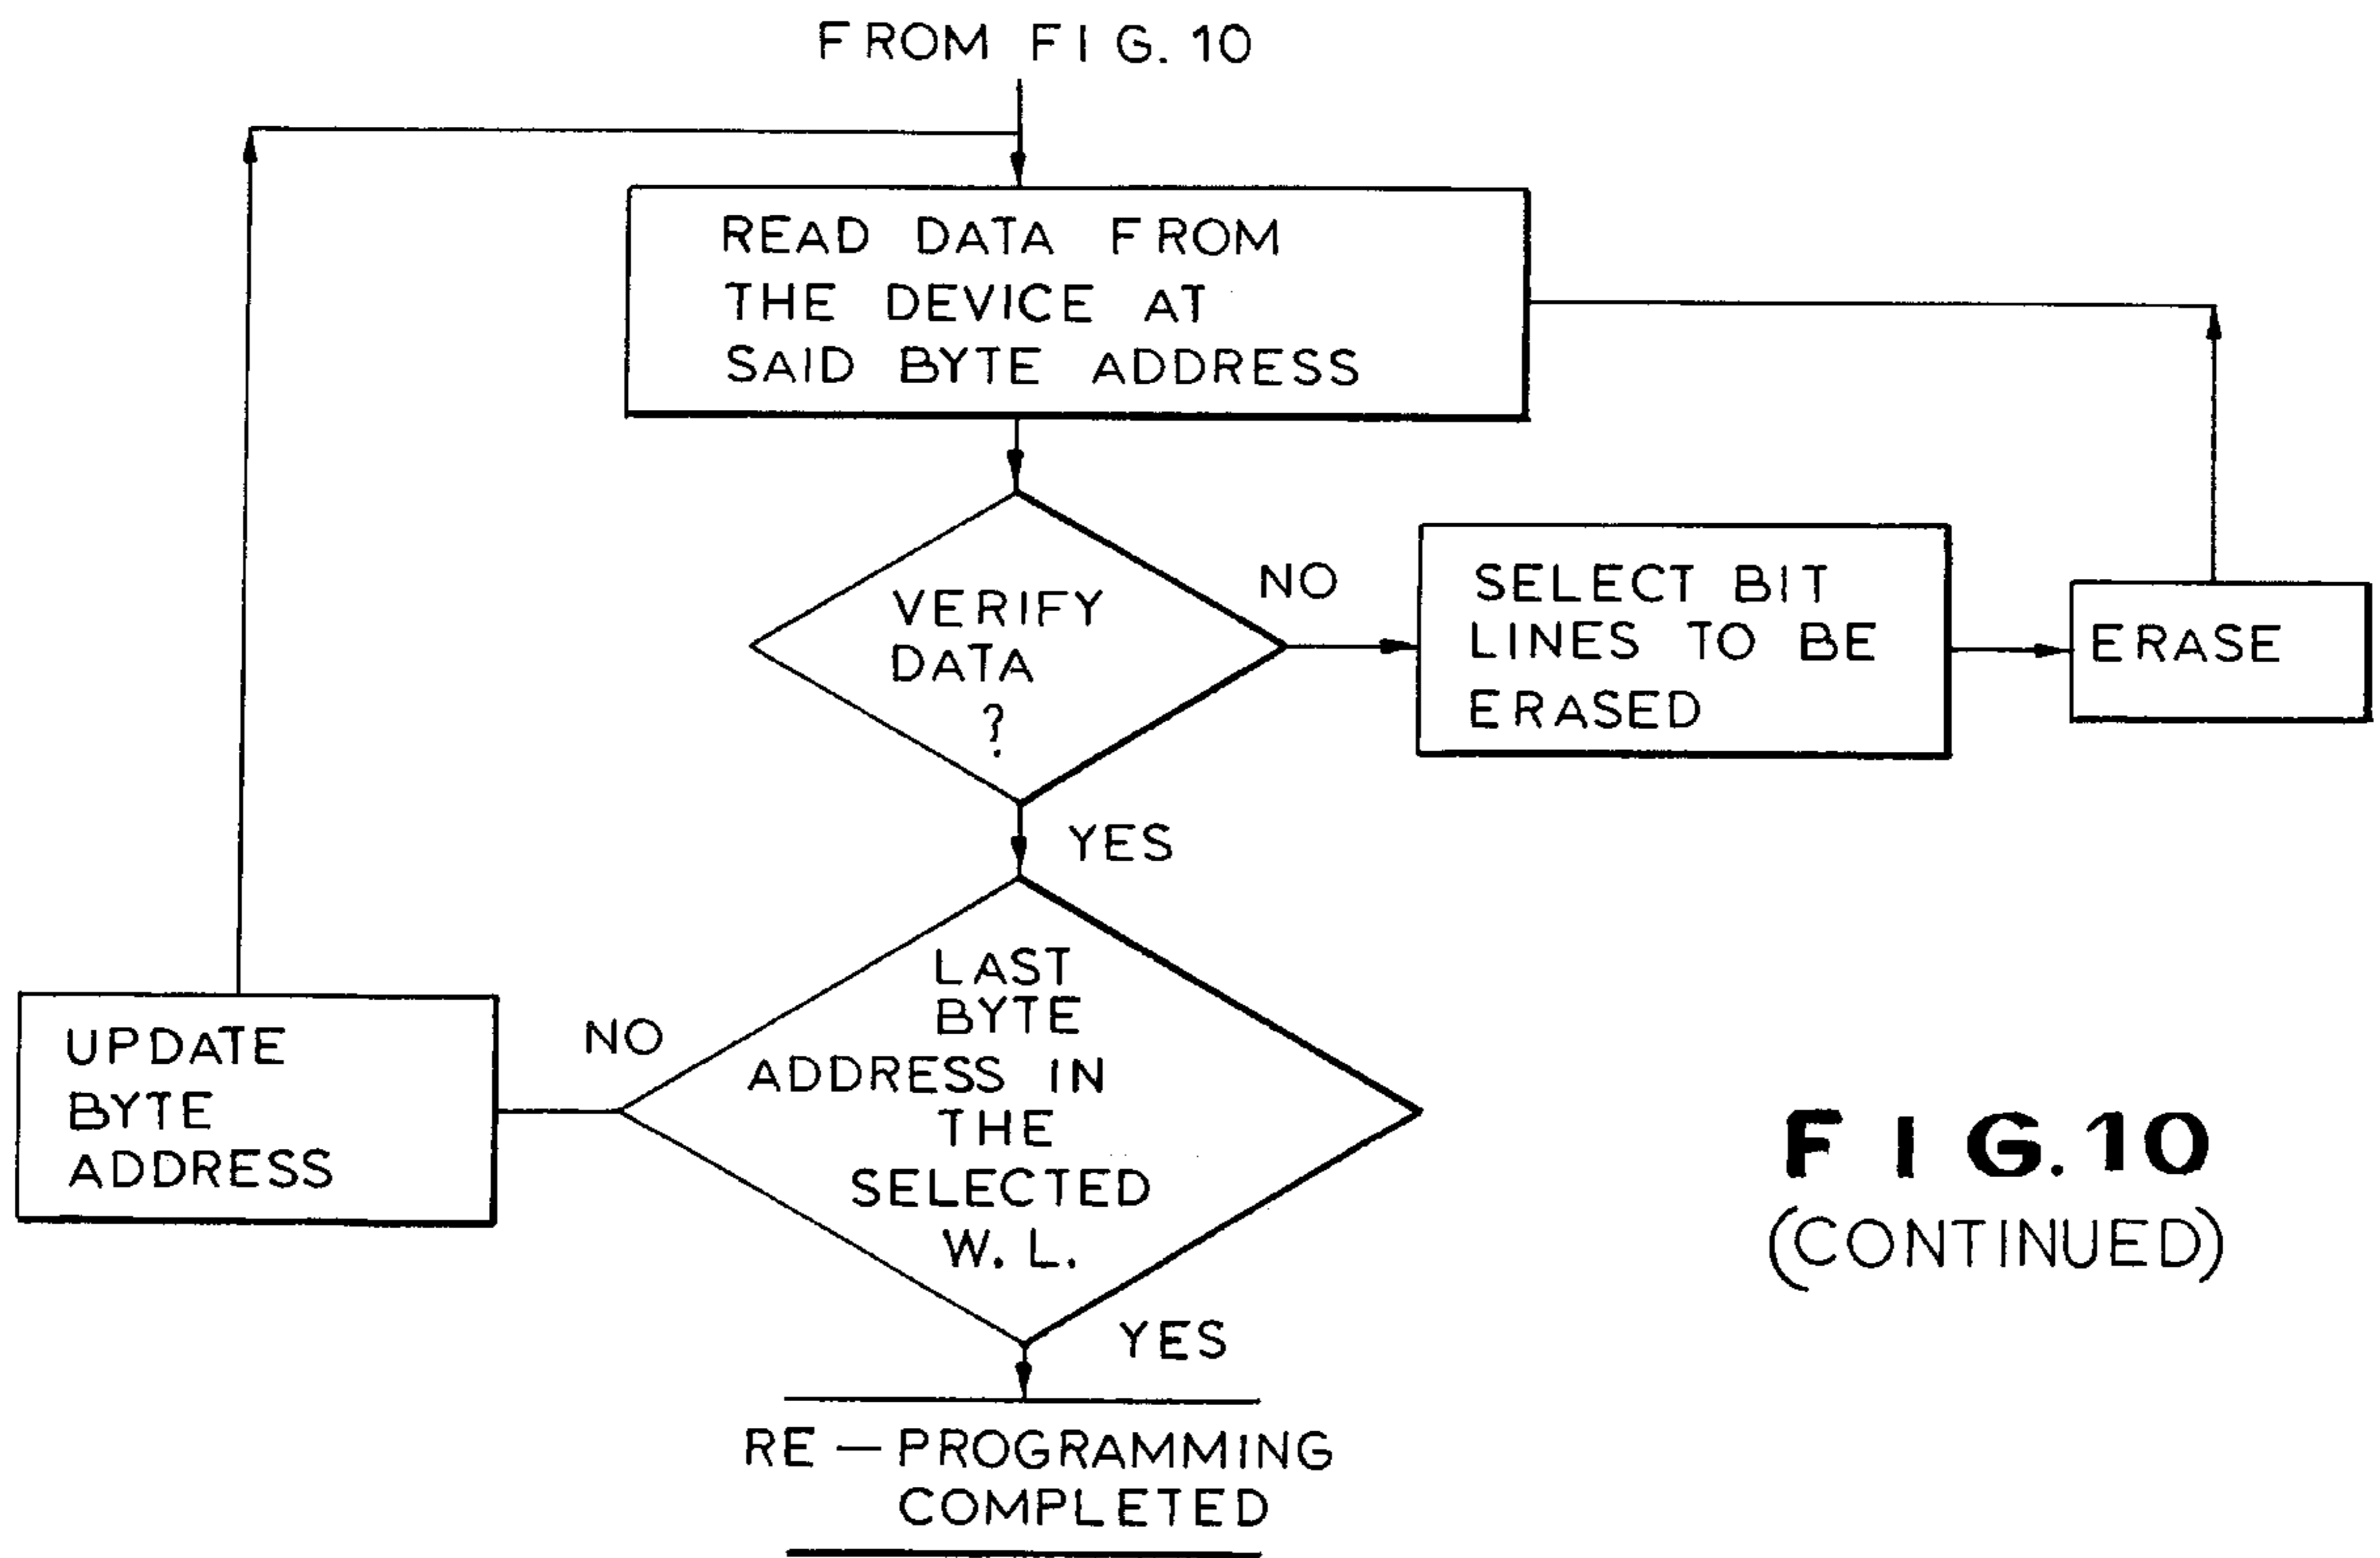 FROM FIG. 10
READ DATA FROM
THE DEVICE AT
SAID BYTE ADDRESS
VERIFY
DATA
?
NO
SELECT BIT
LINES TO BE
ERASED
ERASE
YES
LAST
BYTE
ADDRESS IN
THE
SELECTED
W. L.
NO
UPDATE
BYTE
ADDRESS
YES
RE — PROGRAMMING
COMPLETED
FIG. 10
(CONTINUED)